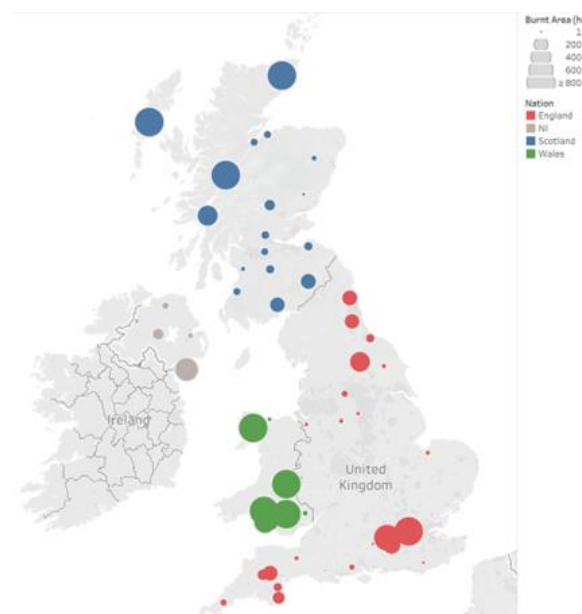 Burnt Area (h
1
200
400
600
≥ 800
Nation
England
NI
Scotland
Wales
Ireland
United
Kingdom